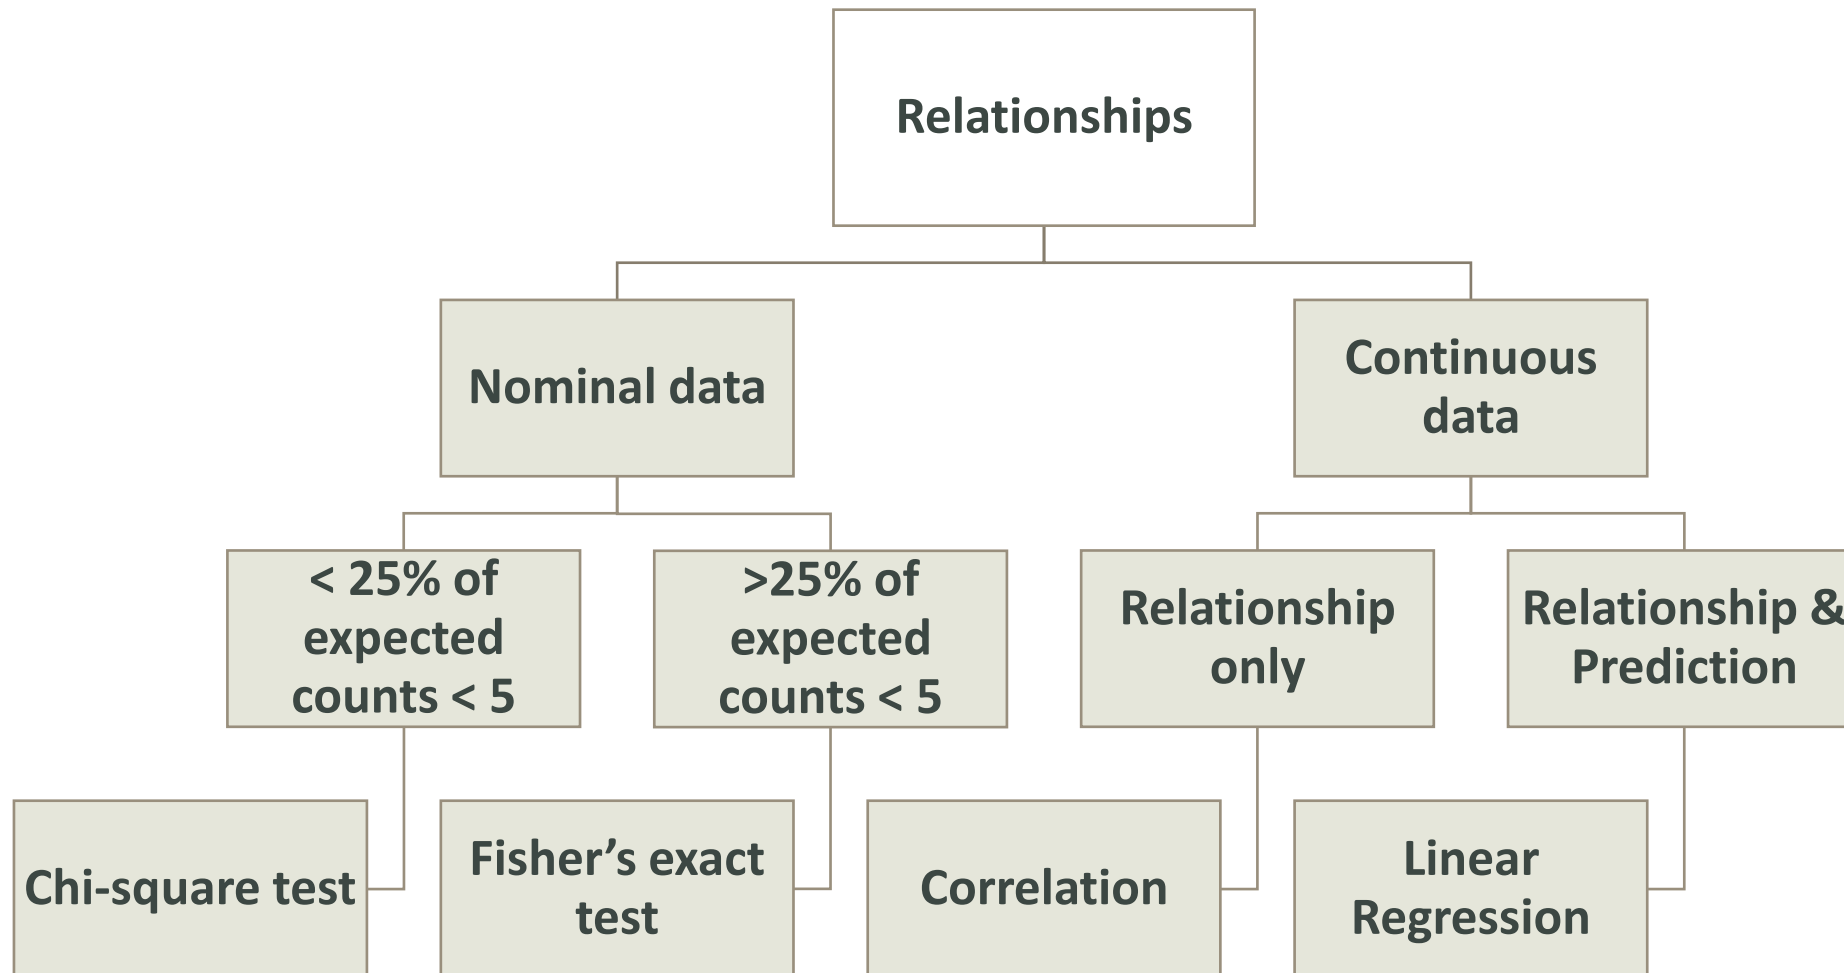 Relationships
Nominal data
Continuous
data
< 25% of
expected
counts < 5
>25% of
expected
counts < 5
Relationship
only
Relationship &
Prediction
Chi-square test
Fisher’s exact
test
Correlation
Linear
Regression